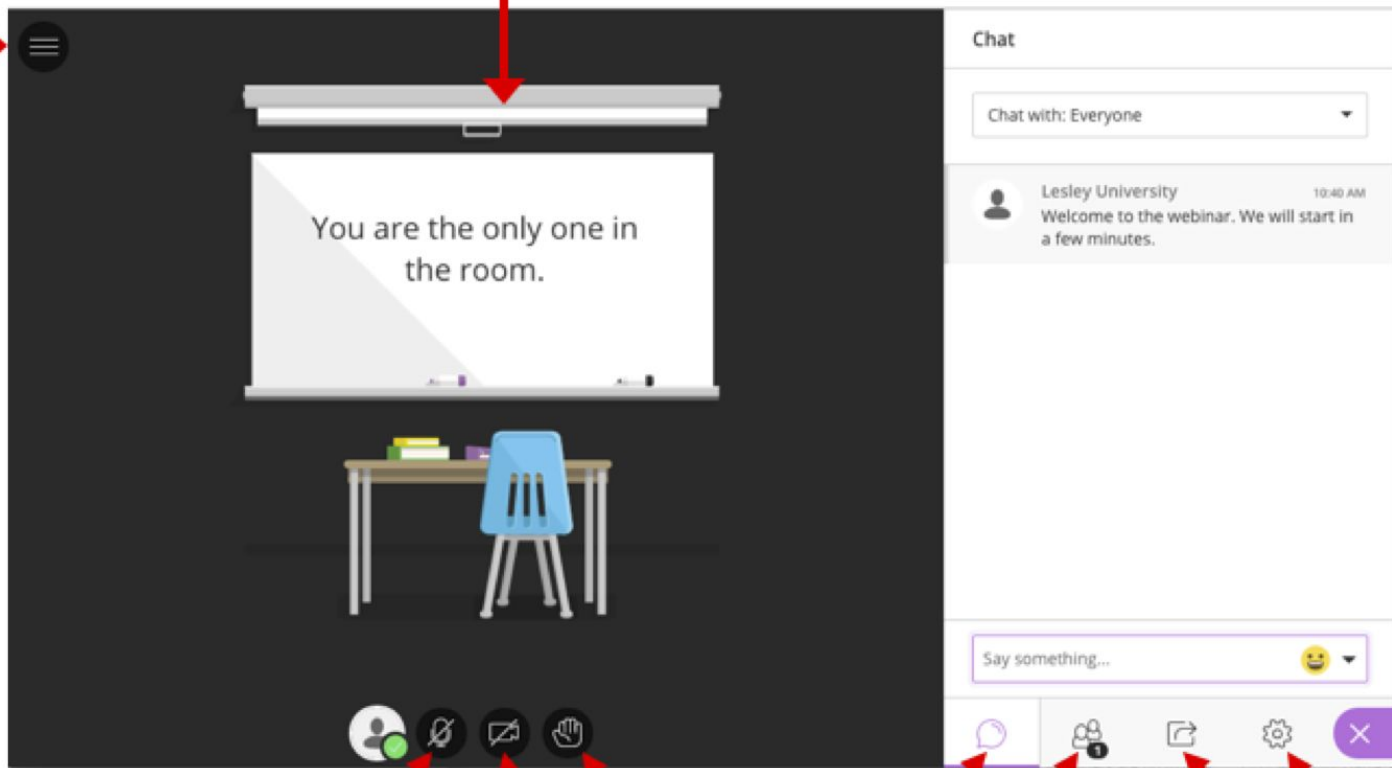 You are the only one in
the room.
Chat
Chat with: Everyone
Lesley University 10:40 AM
Welcome to the webinar. We will start in
a few minutes.
Say something...
1